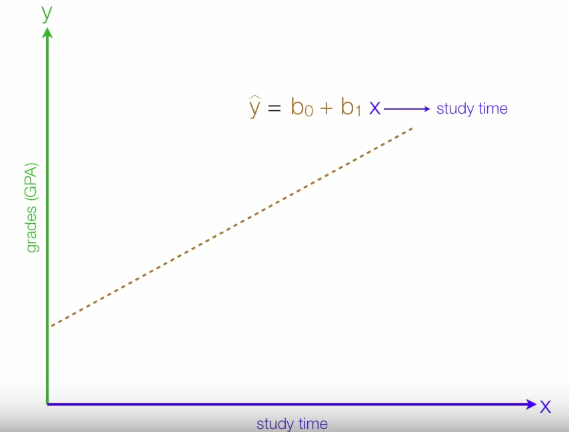 y
ŷ = b₀ + b₁ x → study time
grades (GPA)
x
study time